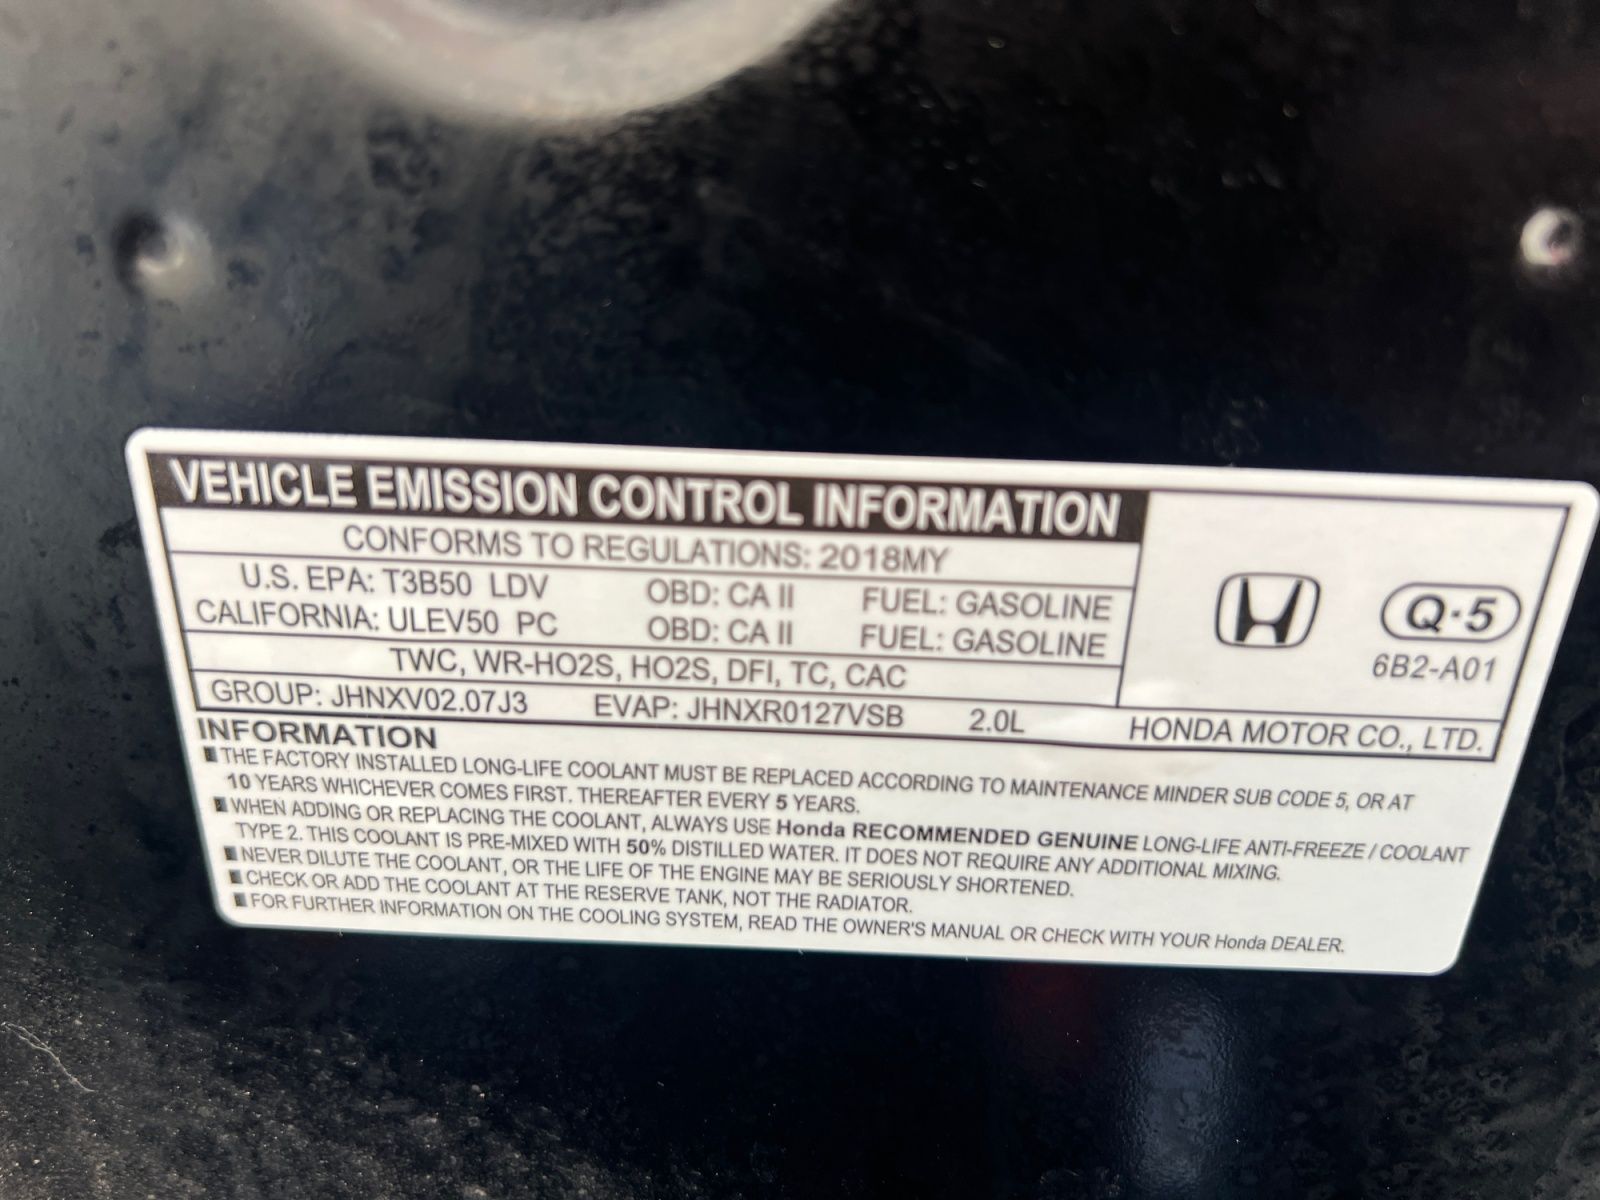 VEHICLE EMISSION CONTROL INFORMATION
CONFORMS TO REGULATIONS: 2018MY
U.S. EPA: T3B50 LDV OBD: CA II FUEL: GASOLINE
CALIFORNIA: ULEV50 PC OBD: CA II FUEL: GASOLINE
TWC, WR-HO2S, HO2S, DFI, TC, CAC
GROUP: JHNXV02.07J3 EVAP: JHNXR0127VSB 2.0L
Q·5
6B2-A01
HONDA MOTOR CO., LTD.
INFORMATION
■ THE FACTORY INSTALLED LONG-LIFE COOLANT MUST BE REPLACED ACCORDING TO MAINTENANCE MINDER SUB CODE 5, OR AT
10 YEARS WHICHEVER COMES FIRST. THEREAFTER EVERY 5 YEARS.
■ WHEN ADDING OR REPLACING THE COOLANT, ALWAYS USE Honda RECOMMENDED GENUINE LONG-LIFE ANTI-FREEZE / COOLANT
TYPE 2. THIS COOLANT IS PRE-MIXED WITH 50% DISTILLED WATER. IT DOES NOT REQUIRE ANY ADDITIONAL MIXING.
■ NEVER DILUTE THE COOLANT, OR THE LIFE OF THE ENGINE MAY BE SERIOUSLY SHORTENED.
■ CHECK OR ADD THE COOLANT AT THE RESERVE TANK, NOT THE RADIATOR.
■ FOR FURTHER INFORMATION ON THE COOLING SYSTEM, READ THE OWNER'S MANUAL OR CHECK WITH YOUR Honda DEALER.